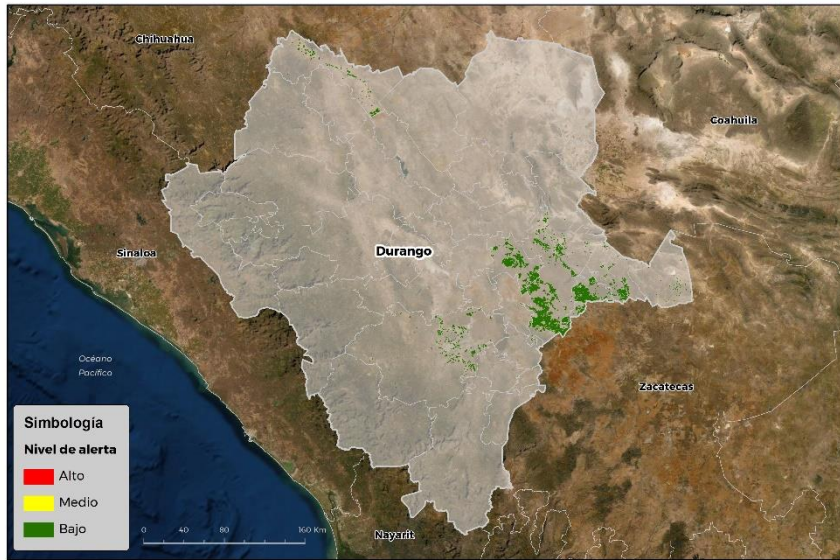 Chihuahua
Coahuila
Durango
Sinaloa
Océano
Pacífico
Zacatecas
Simbología
Nivel de alerta
Alto
Medio
Bajo
0 40 80 160 Km
Nayarit